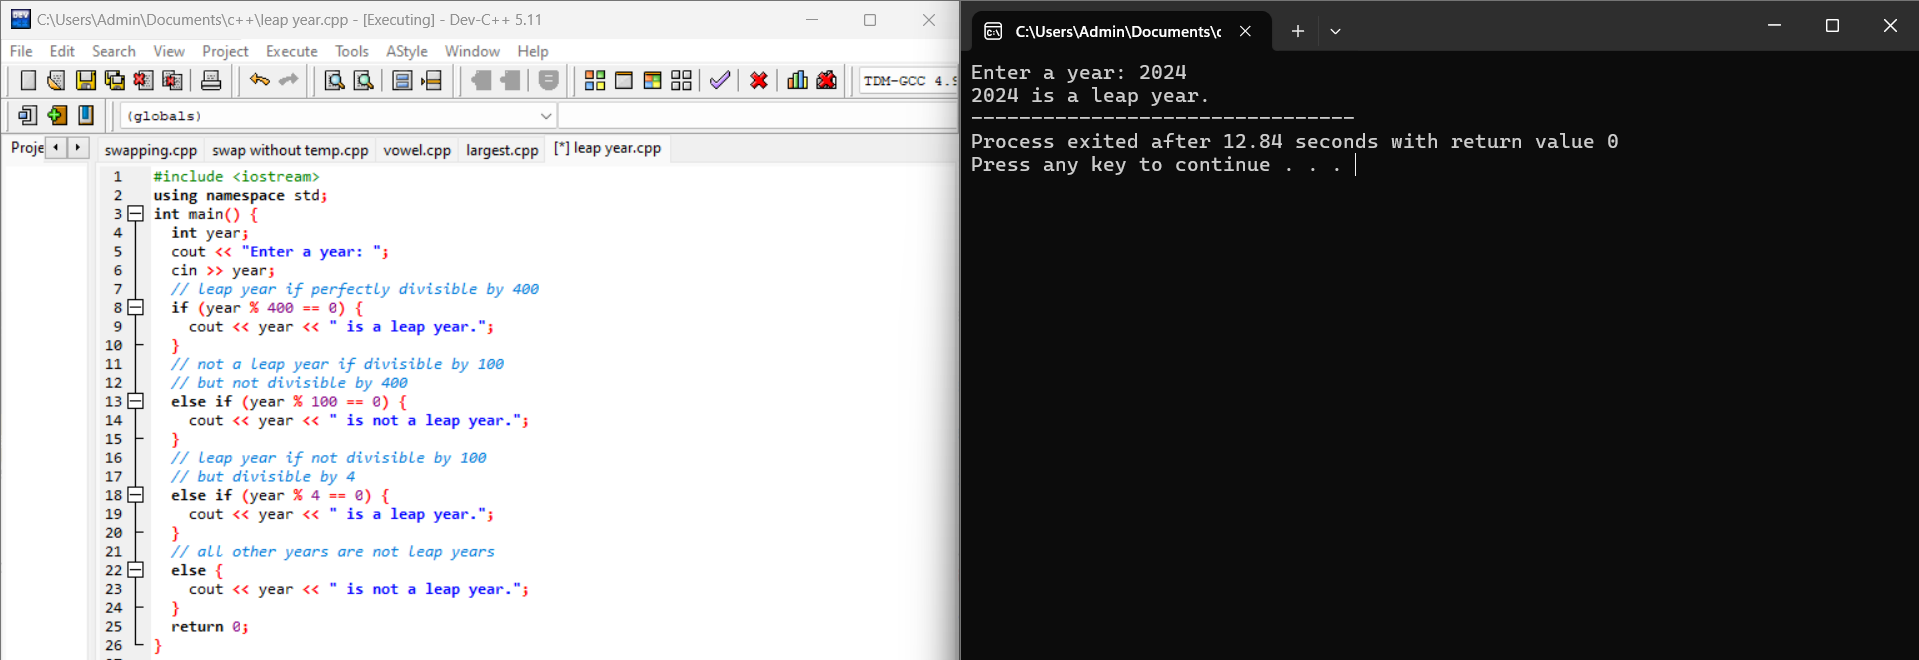 C:\Users\Admin\Documents\c++\leap year.cpp - [Executing] - Dev-C++ 5.11
File Edit Search View Project Execute Tools AStyle Window Help
TDM-GCC 4.9
(globals)
Proje
swapping.cpp swap without temp.cpp vowel.cpp largest.cpp [*] leap year.cpp
1 #include <iostream>
2 using namespace std;
3 int main() {
4 int year;
5 cout << "Enter a year: ";
6 cin >> year;
7 // leap year if perfectly divisible by 400
8 if (year % 400 == 0) {
9 cout << year << " is a leap year.";
10 }
11 // not a leap year if divisible by 100
12 // but not divisible by 400
13 else if (year % 100 == 0) {
14 cout << year << " is not a leap year.";
15 }
16 // leap year if not divisible by 100
17 // but divisible by 4
18 else if (year % 4 == 0) {
19 cout << year << " is a leap year.";
20 }
21 // all other years are not leap years
22 else {
23 cout << year << " is not a leap year.";
24 }
25 return 0;
26 }
C:\Users\Admin\Documents\c
Enter a year: 2024
2024 is a leap year.
--------------------------------
Process exited after 12.84 seconds with return value 0
Press any key to continue . . .